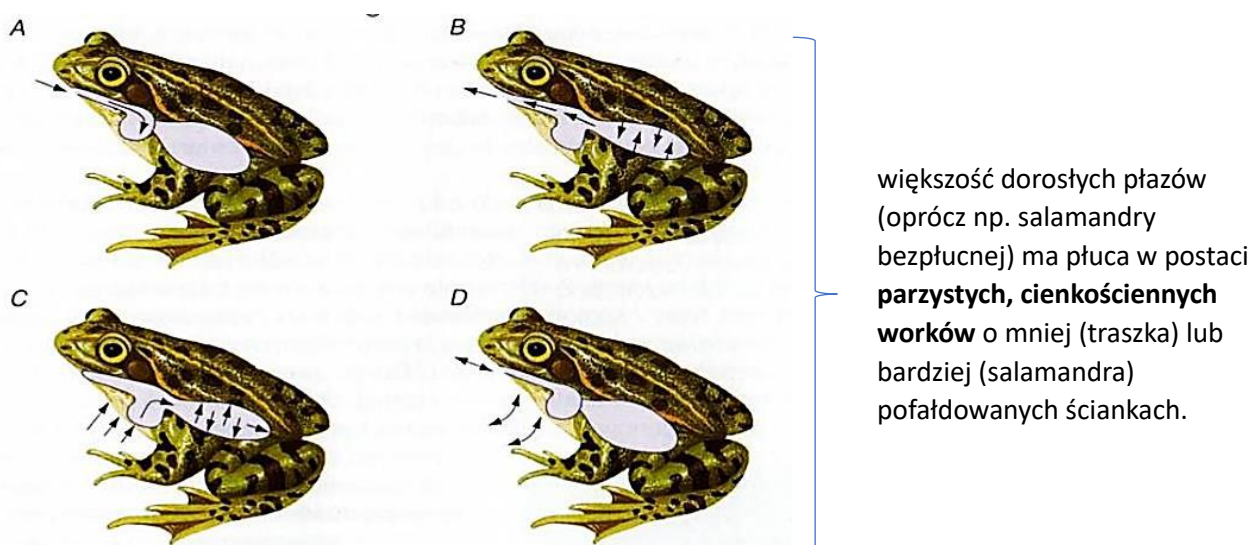 A
B
C
D
większość dorosłych płazów
(oprócz np. salamandry
bezpłucnej) ma płuca w postaci
parzystych, cienkościennych
worków o mniej (traszka) lub
bardziej (salamandra)
pofałdowanych ściankach.